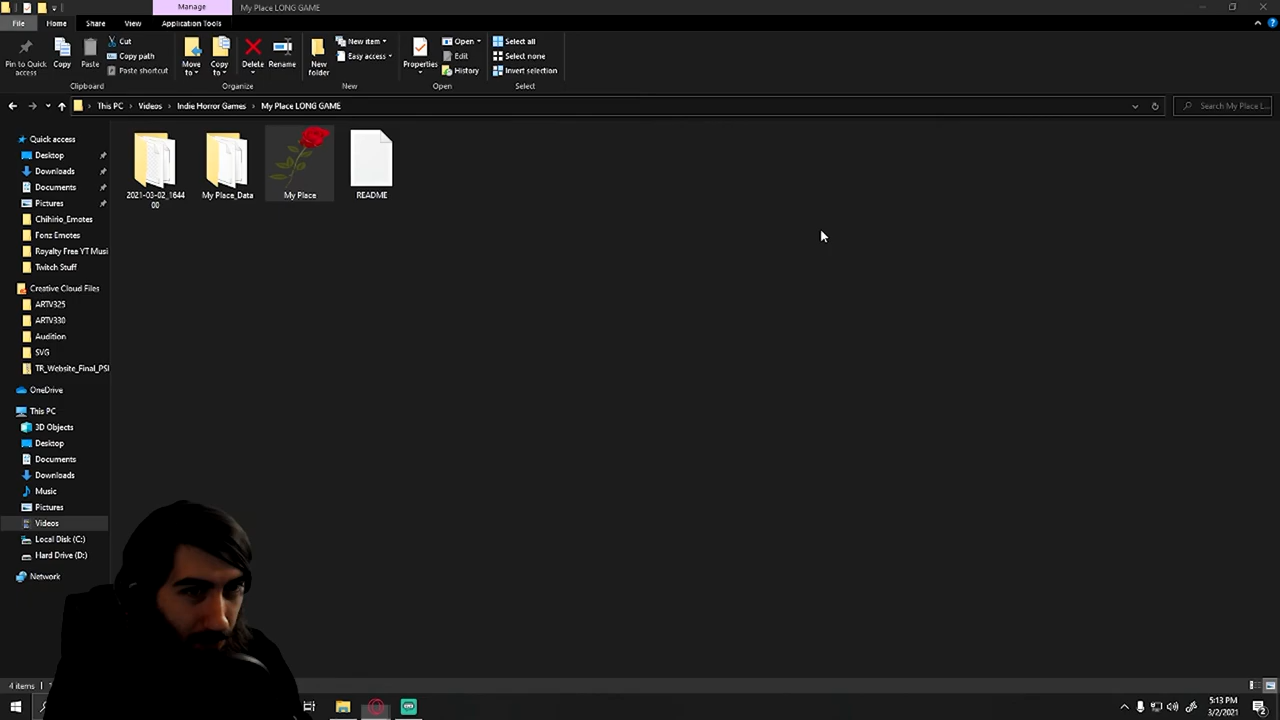 Manage
My Place LONG GAME
File
Home
Share
View
Application Tools
Pin to Quick
access
Copy
Paste
Cut
Copy path
Paste shortcut
Clipboard
Move
to
Copy
to
Delete
Rename
Organize
New
folder
New item
Easy access
New
Properties
Open
Edit
History
Open
Select all
Select none
Invert selection
Select
This PC
Videos
Indie Horror Games
My Place LONG GAME
Search My Place L...
Quick access
Desktop
Downloads
Documents
Pictures
Chihirio_Emotes
Fonz Emotes
Royalty Free YT Musi
Twitch Stuff
Creative Cloud Files
ARTV325
ARTV330
Audition
SVG
TR_Website_Final_PS
OneDrive
This PC
3D Objects
Desktop
Documents
Downloads
Music
Pictures
Videos
Local Disk (C:)
Hard Drive (D:)
Network
2021-03-02_1644
00
My Place_Data
My Place
README
4 items
5:13 PM
3/2/2021